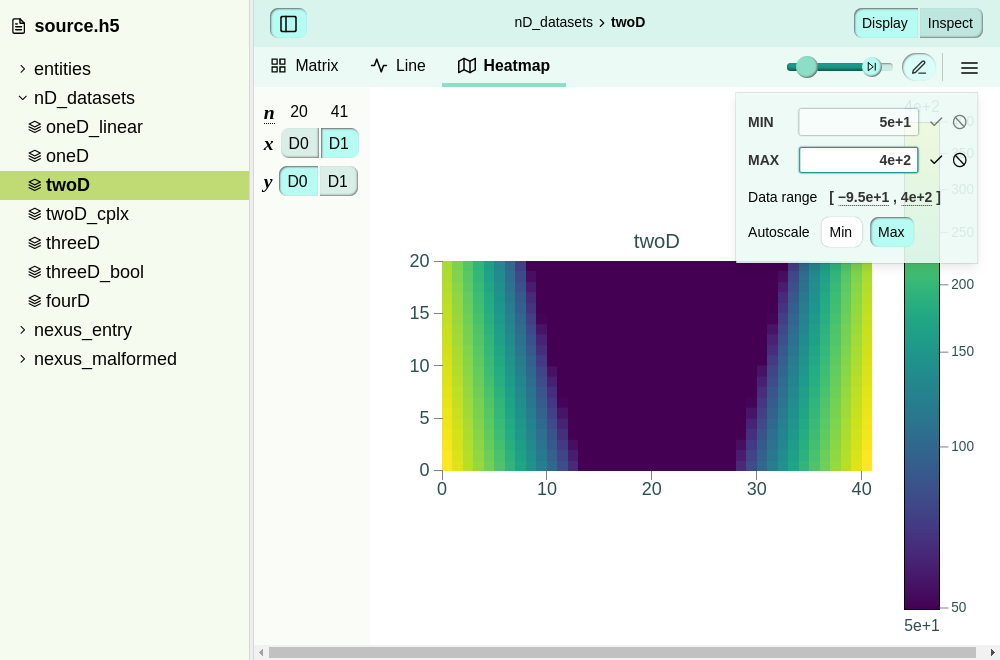 source.h5
nD_datasets › twoD
Display
Inspect
entities
nD_datasets
oneD_linear
oneD
twoD
twoD_cplx
threeD
threeD_bool
fourD
nexus_entry
nexus_malformed
Matrix
Line
Heatmap
n 20 41
x D0 D1
y D0 D1
4e+2
MIN 5e+1
MAX 4e+2
Data range [ −9.5e+1 , 4e+2 ]
Autoscale Min Max
twoD
20
15
10
5
0
0 10 20 30 40
300
250
200
150
100
50
5e+1